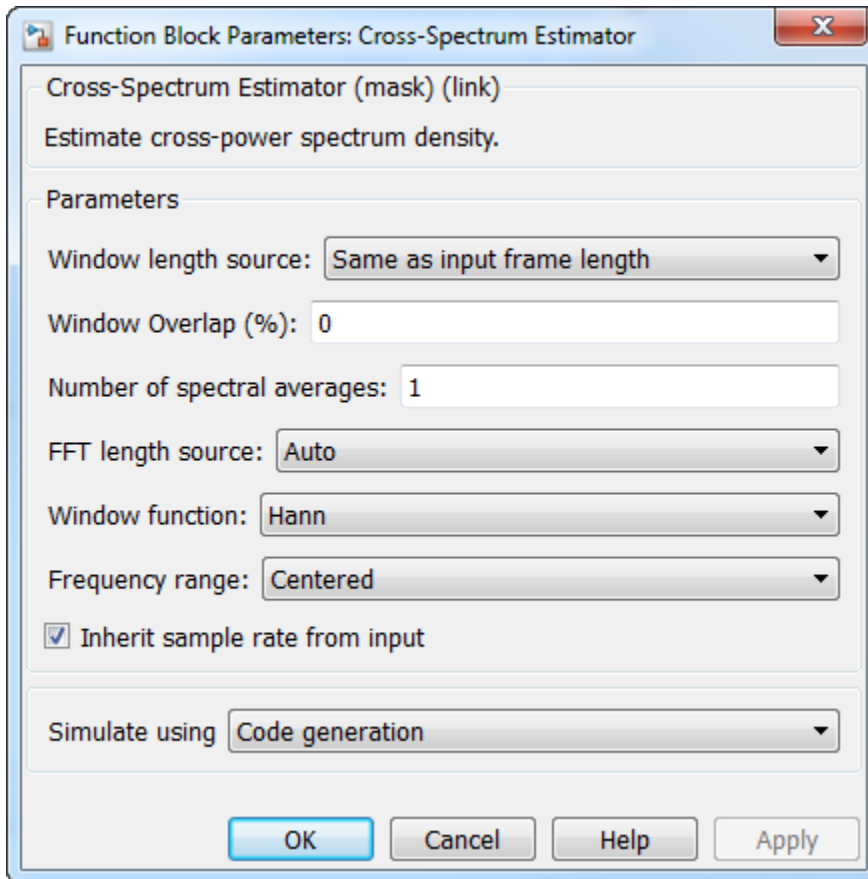 Function Block Parameters: Cross-Spectrum Estimator
Cross-Spectrum Estimator (mask) (link)
Estimate cross-power spectrum density.
Parameters
Window length source: Same as input frame length
Window Overlap (%): 0
Number of spectral averages: 1
FFT length source: Auto
Window function: Hann
Frequency range: Centered
Inherit sample rate from input
Simulate using Code generation
OK Cancel Help Apply